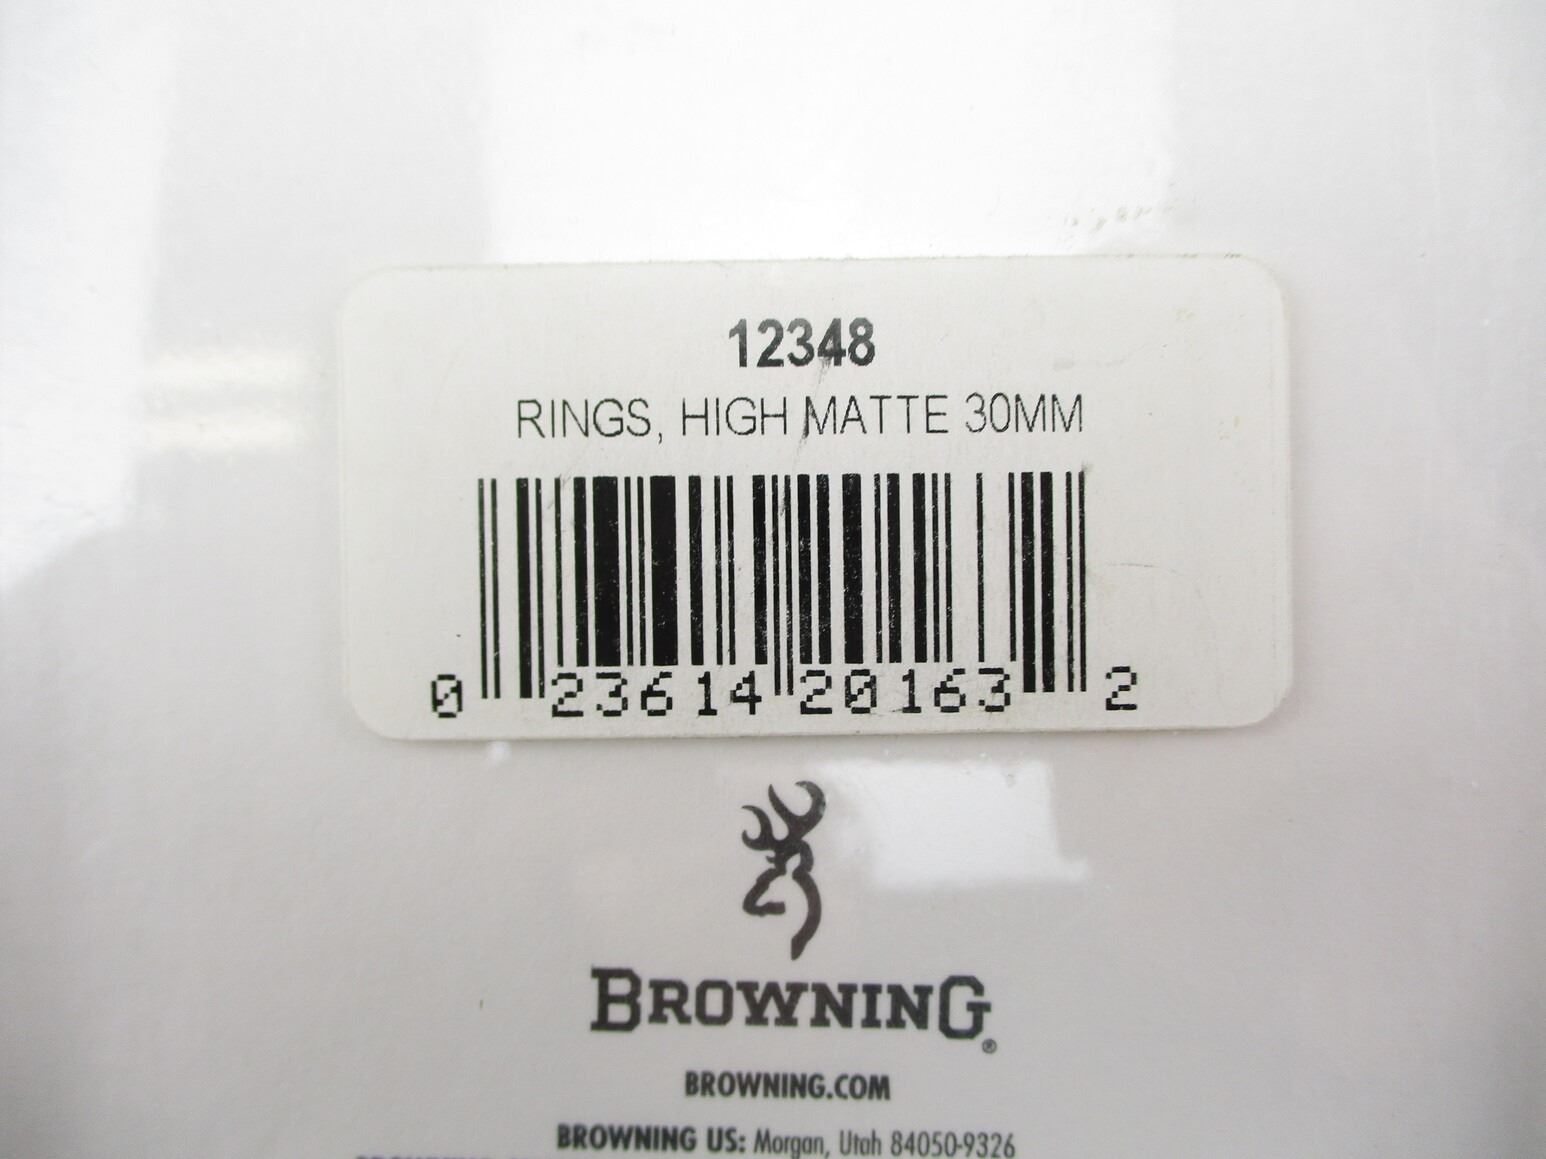 12348
RINGS, HIGH MATTE 30MM
0 23614 20163 2
BROWNING®
BROWNING.COM
BROWNING US: Morgan, Utah 84050-9326